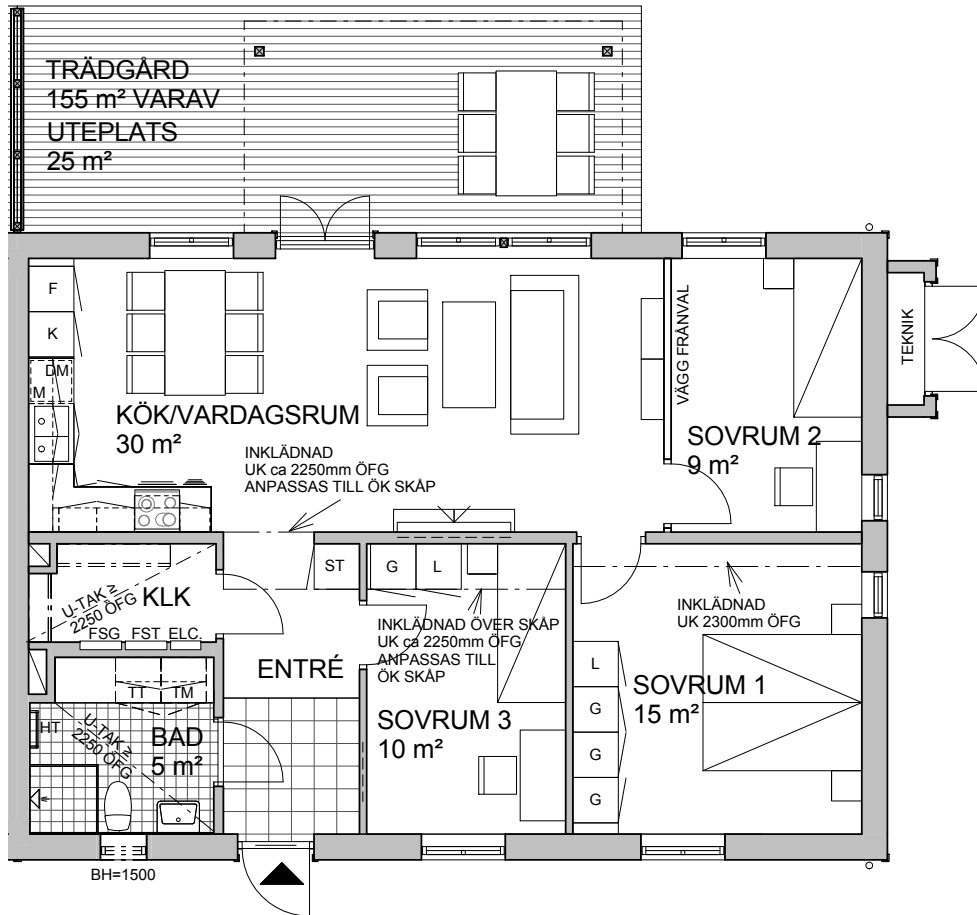 TRÄDGÅRD
155 m² VARAV
UTEPLATS
25 m²
F
K
DM
M
KÖK/VARDAGSRUM
30 m²
INKLÄDNAD
UK ca 2250mm ÖFG
ANPASSAS TILL ÖK SKÅP
VÄGG FRÅNVAL
SOVRUM 2
9 m²
TEKNIK
U-TAK ≥
2250 ÖFG
KLK
FSG
FST
ELC.
ST
G
L
INKLÄDNAD ÖVER SKÅP
UK ca 2250mm ÖFG
ANPASSAS TILL
ÖK SKÅP
INKLÄDNAD
UK 2300mm ÖFG
ENTRÉ
TT
TM
HT
U-TAK ≥
2250 ÖFG
BAD
5 m²
SOVRUM 3
10 m²
L
G
G
G
SOVRUM 1
15 m²
BH=1500